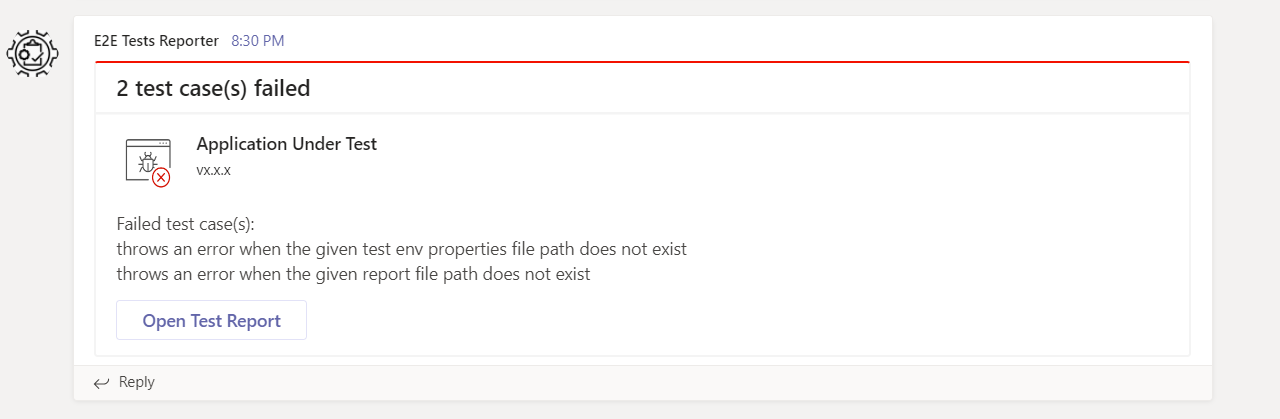 E2E Tests Reporter 8:30 PM
2 test case(s) failed
Application Under Test
vx.x.x
Failed test case(s):
throws an error when the given test env properties file path does not exist
throws an error when the given report file path does not exist
Open Test Report
Reply